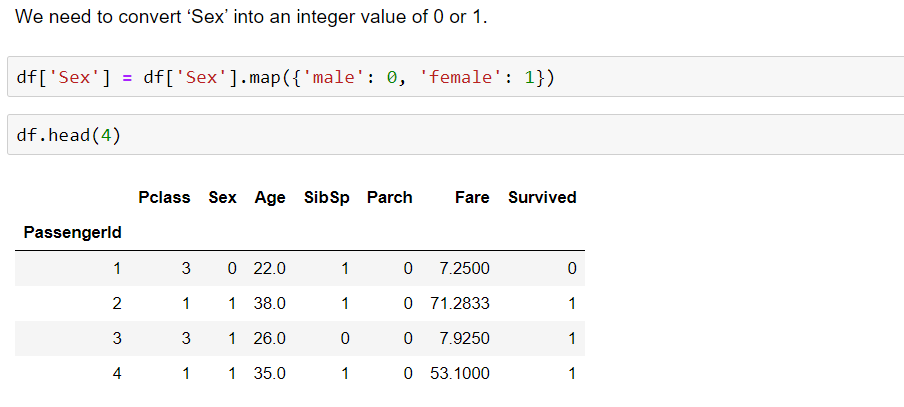 We need to convert ‘Sex’ into an integer value of 0 or 1.
df['Sex'] = df['Sex'].map({'male': 0, 'female': 1})
df.head(4)
Pclass Sex Age SibSp Parch Fare Survived
PassengerId
1 3 0 22.0 1 0 7.2500 0
2 1 1 38.0 1 0 71.2833 1
3 3 1 26.0 0 0 7.9250 1
4 1 1 35.0 1 0 53.1000 1